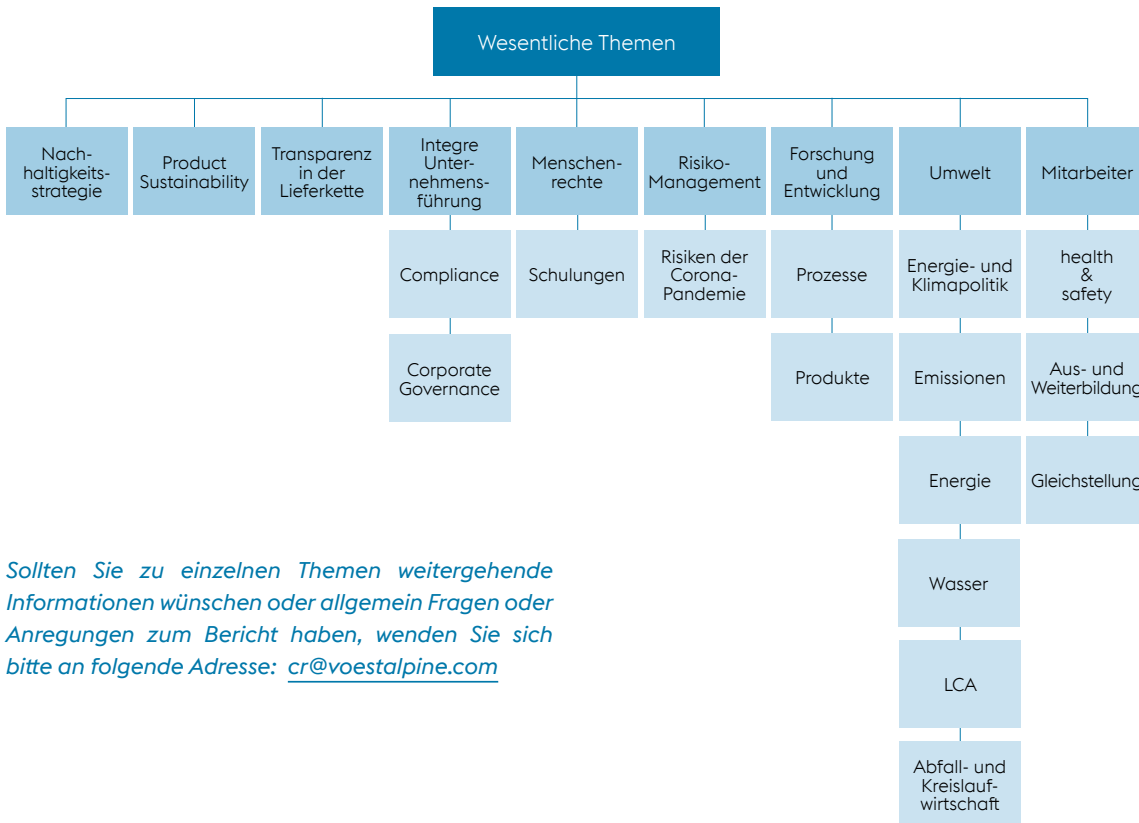 Wesentliche Themen
Nach-
haltigkeits-
strategie
Product
Sustainability
Transparenz
in der
Lieferkette
Integre
Unter-
nehmens-
führung
Menschen-
rechte
Risiko-
Management
Forschung
und
Entwicklung
Umwelt
Mitarbeiter
Compliance
Schulungen
Risiken der
Corona-
Pandemie
Prozesse
Energie- und
Klimapolitik
health
&
safety
Corporate
Governance
Produkte
Emissionen
Aus- und
Weiterbildung
Energie
Gleichstellung
Wasser
LCA
Abfall- und
Kreislauf-
wirtschaft
Sollten Sie zu einzelnen Themen weitergehende
Informationen wünschen oder allgemein Fragen oder
Anregungen zum Bericht haben, wenden Sie sich
bitte an folgende Adresse: cr@voestalpine.com